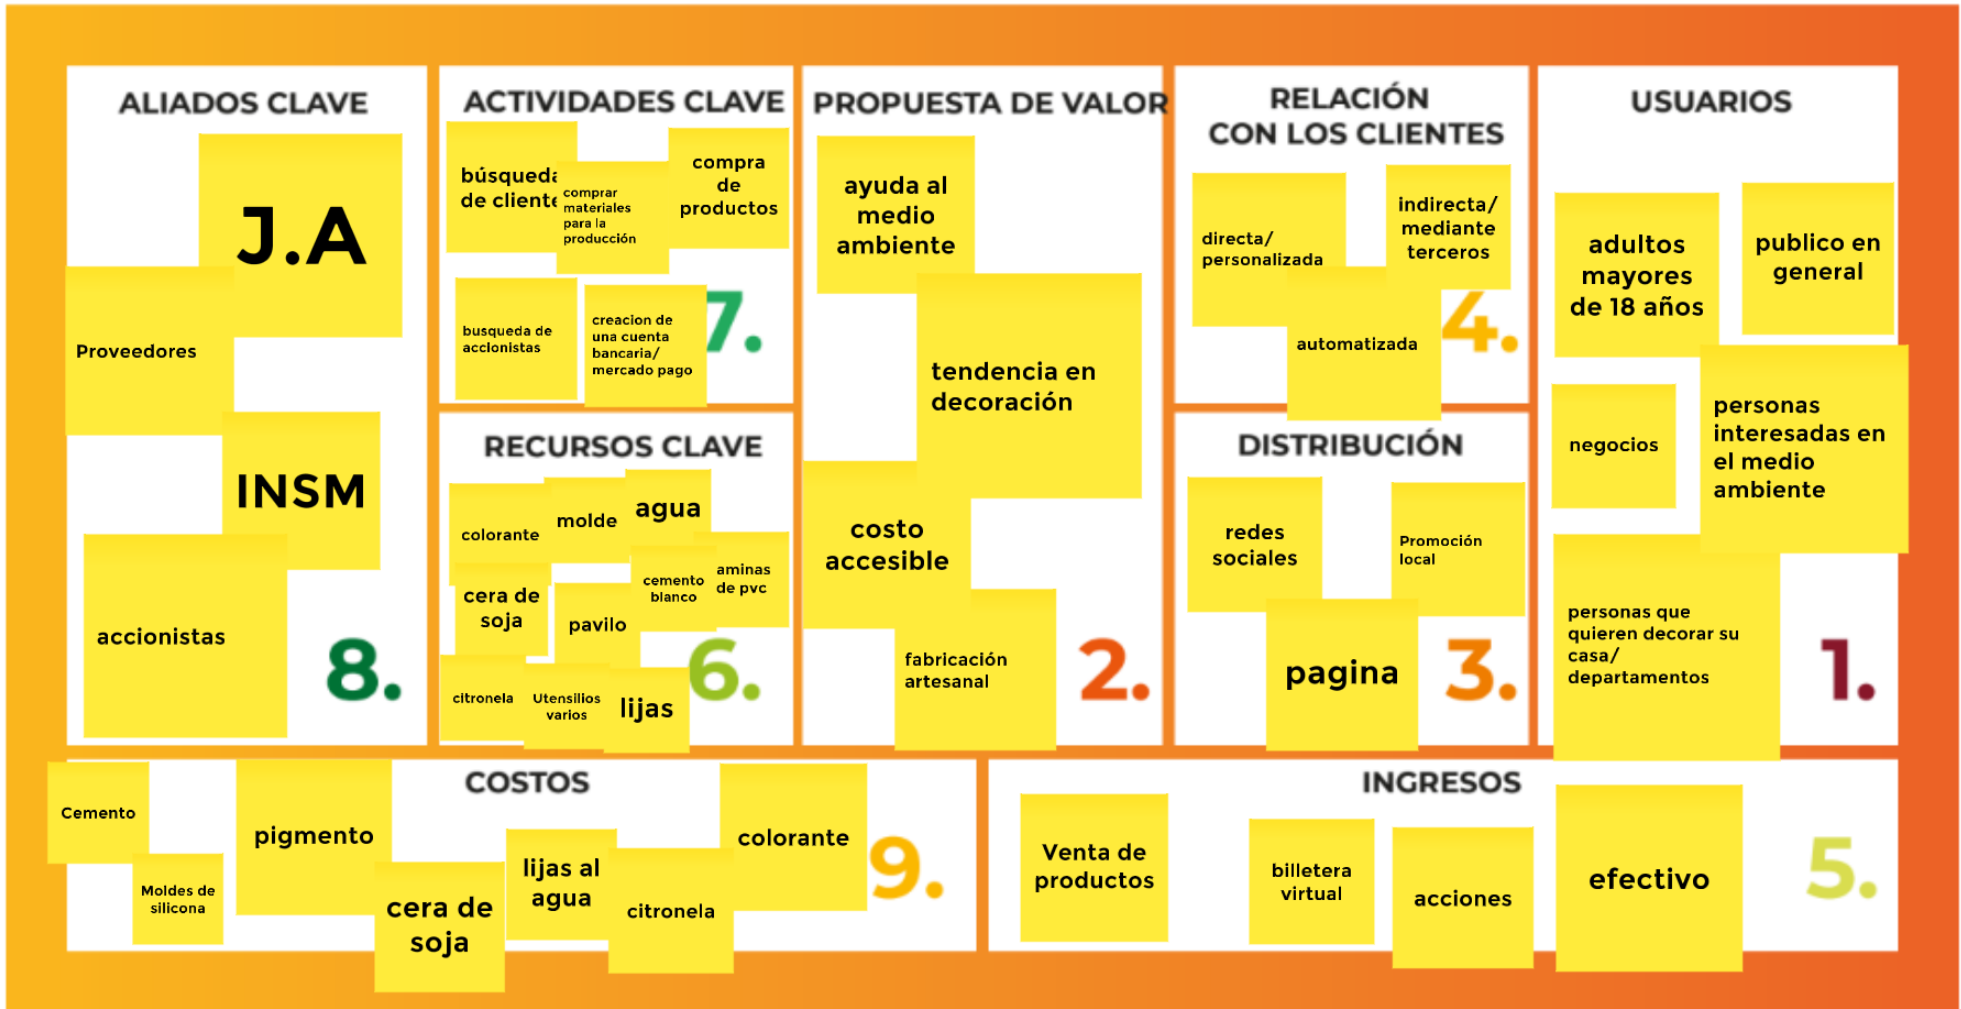 ALIADOS CLAVE
J.A
Proveedores
INSM
accionistas
8.
ACTIVIDADES CLAVE
búsqueda
de cliente
comprar
materiales
para la
producción
compra
de
productos
busqueda de
accionistas
creacion de
una cuenta
bancaria/
mercado pago
7.
RECURSOS CLAVE
colorante
molde
agua
cera de
soja
pavilo
cemento
blanco
aminas
de pvc
citronela
Utensilios
varios
lijas
6.
PROPUESTA DE VALOR
ayuda al
medio
ambiente
tendencia en
decoración
costo
accesible
fabricación
artesanal
2.
RELACIÓN
CON LOS CLIENTES
directa/
personalizada
indirecta/
mediante
terceros
automatizada
4.
DISTRIBUCIÓN
redes
sociales
Promoción
local
pagina
3.
USUARIOS
adultos
mayores
de 18 años
publico en
general
negocios
personas
interesadas en
el medio
ambiente
personas que
quieren decorar su
casa/
departamentos
1.
COSTOS
Cemento
Moldes de
silicona
pigmento
cera de
soja
lijas al
agua
citronela
colorante
9.
INGRESOS
Venta de
productos
billetera
virtual
acciones
efectivo
5.